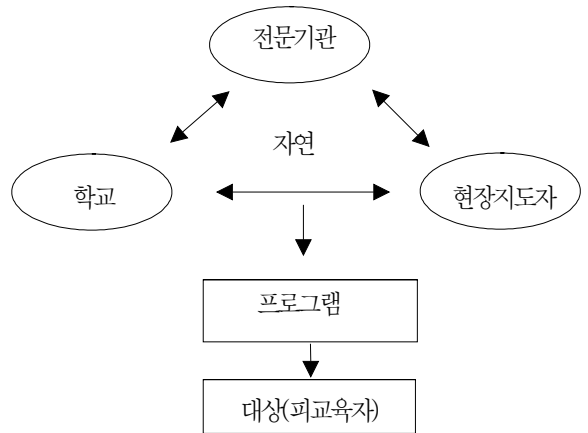 전문기관
자연
학교
현장지도자
프로그램
대상(피교육자)